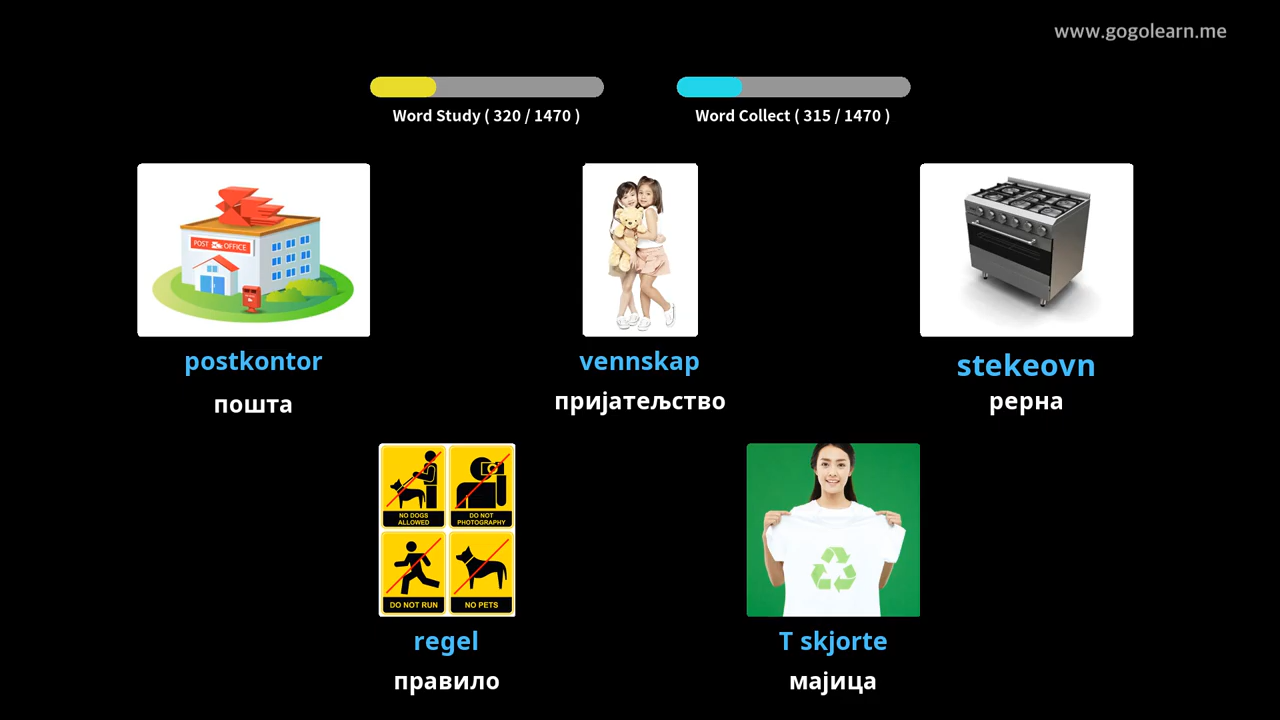 www.gogolearn.me
Word Study ( 320 / 1470 )
Word Collect ( 315 / 1470 )
POST OFFICE
postkontor
vennskap
stekeovn
пошта
пријатељство
рерна
NO DOGS
ALLOWED
DO NOT
PHOTOGRAPHY
DO NOT RUN
NO PETS
regel
T skjorte
правило
мајица